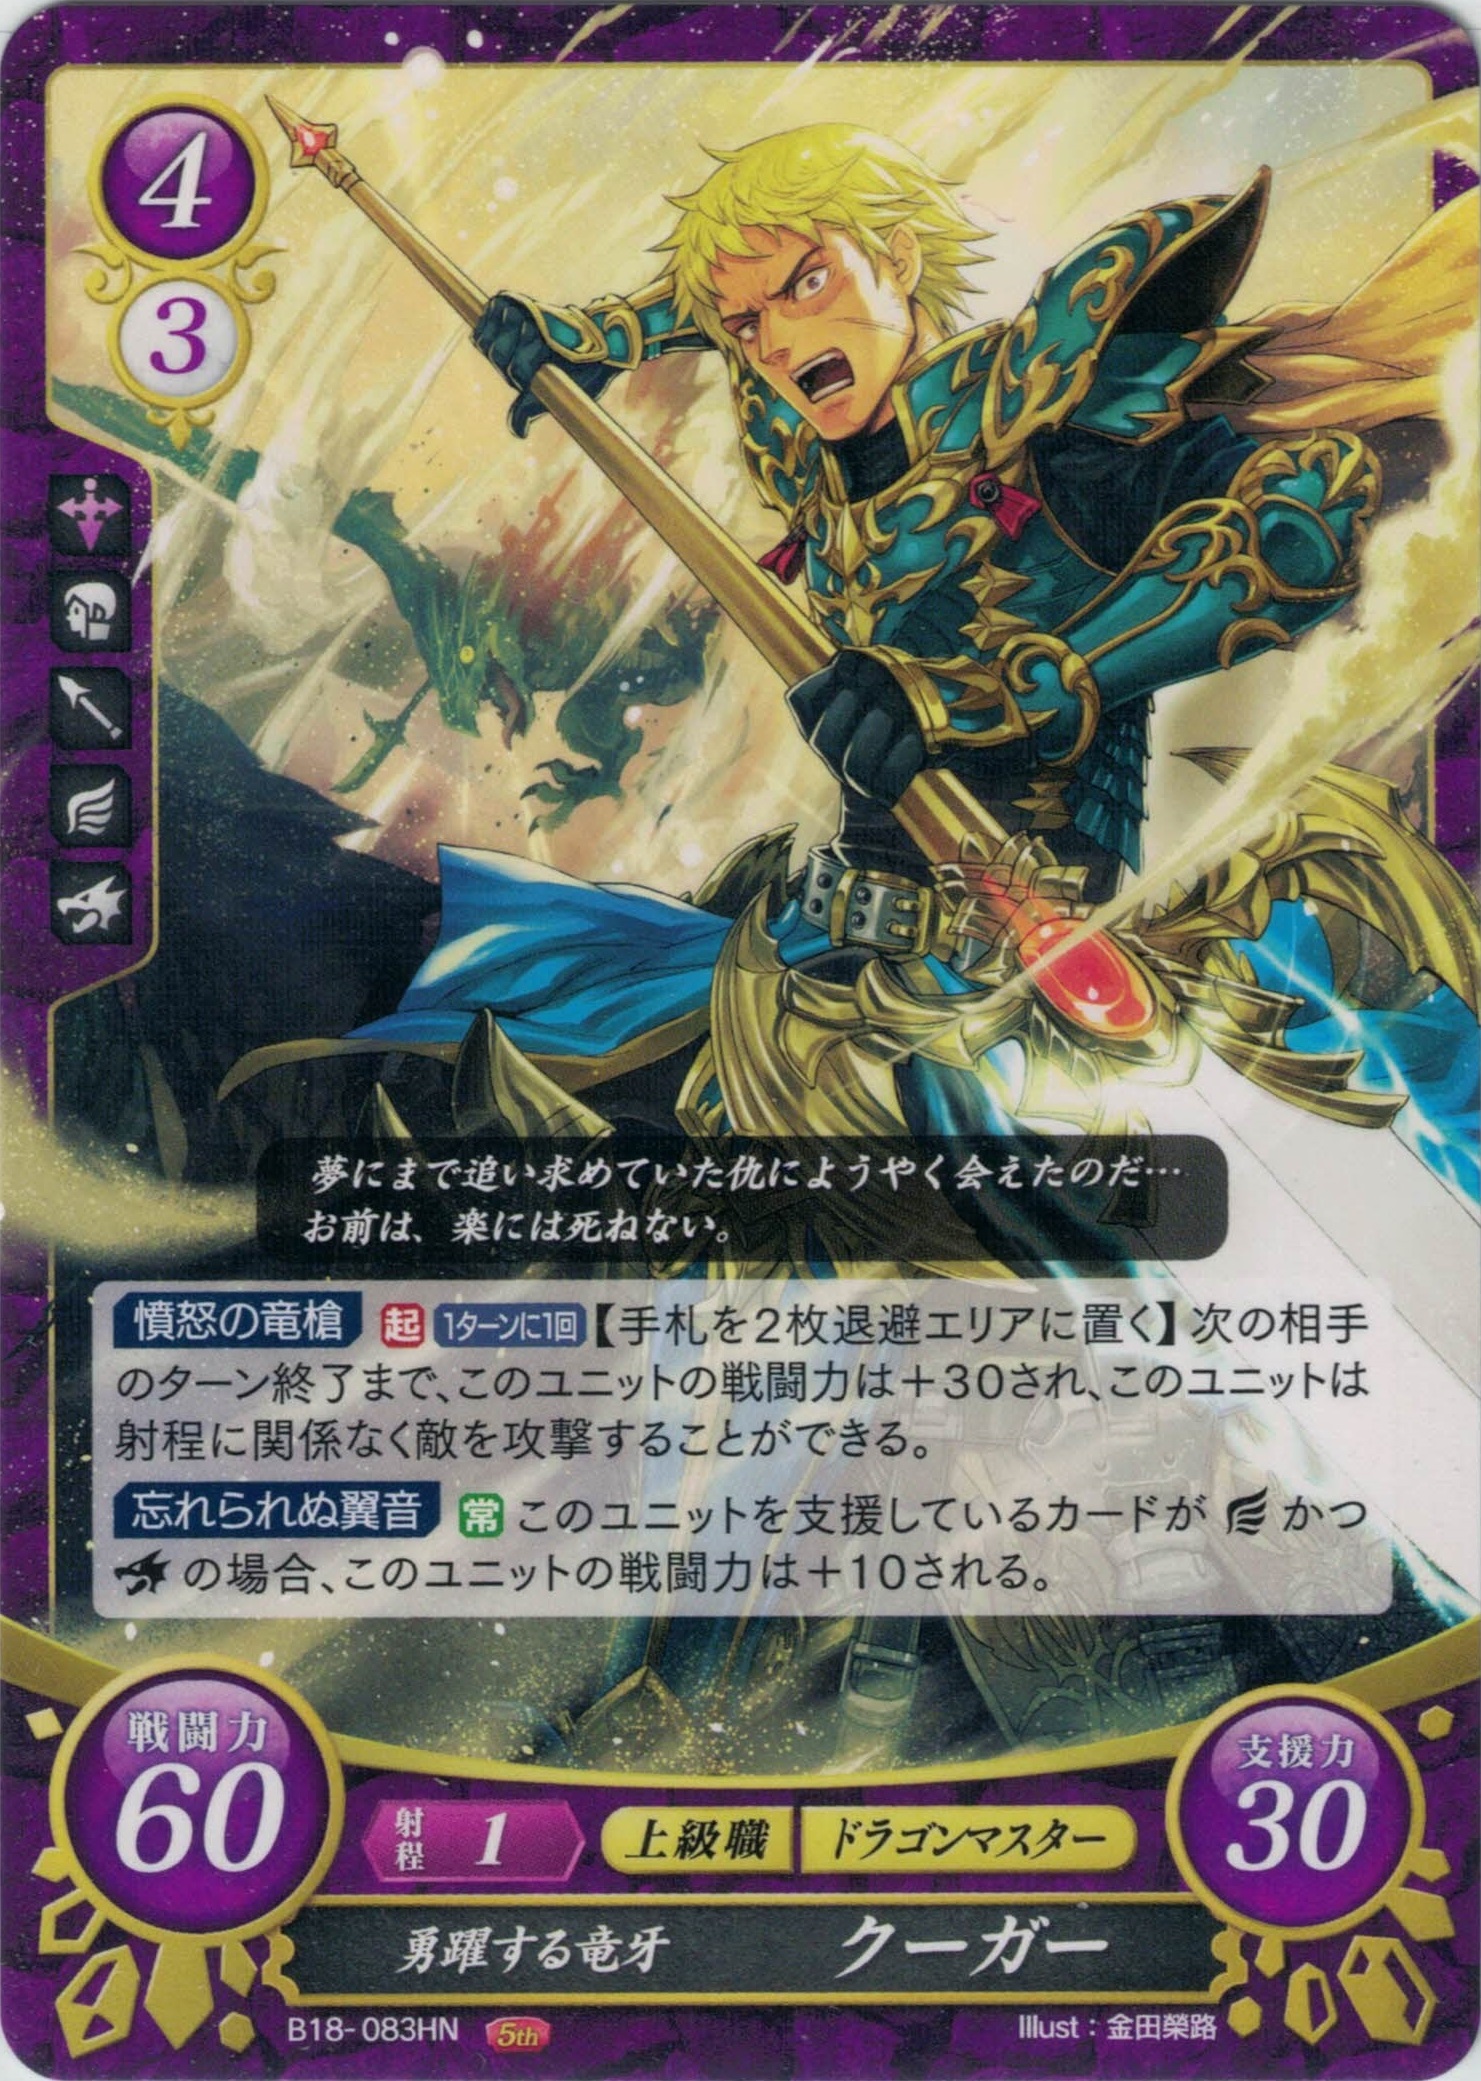 4
3
夢にまで追い求めていた仇にようやく会えたのだ…
お前は、楽には死ねない。
憤怒の竜槍 起 1ターンに1回【手札を2枚退避エリアに置く】次の相手
のターン終了まで、このユニットの戦闘力は＋30され、このユニットは
射程に関係なく敵を攻撃することができる。
忘れられぬ翼音 常 このユニットを支援しているカードが かつ
の場合、このユニットの戦闘力は＋10される。
戦闘力
60
射程 1
上級職 ドラゴンマスター
支援力
30
勇躍する竜牙 クーガー
B18-083HN 5th
Illust：金田榮路